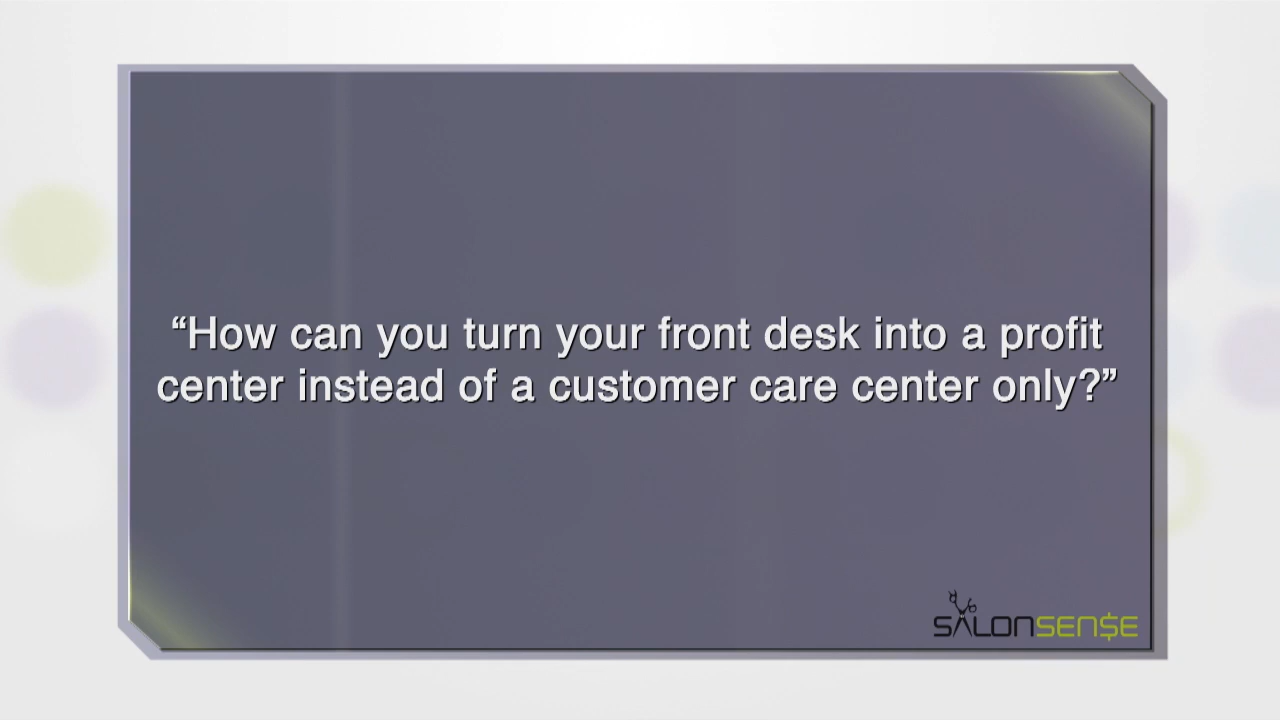 “How can you turn your front desk into a profit
center instead of a customer care center only?”
SALONSEN$E